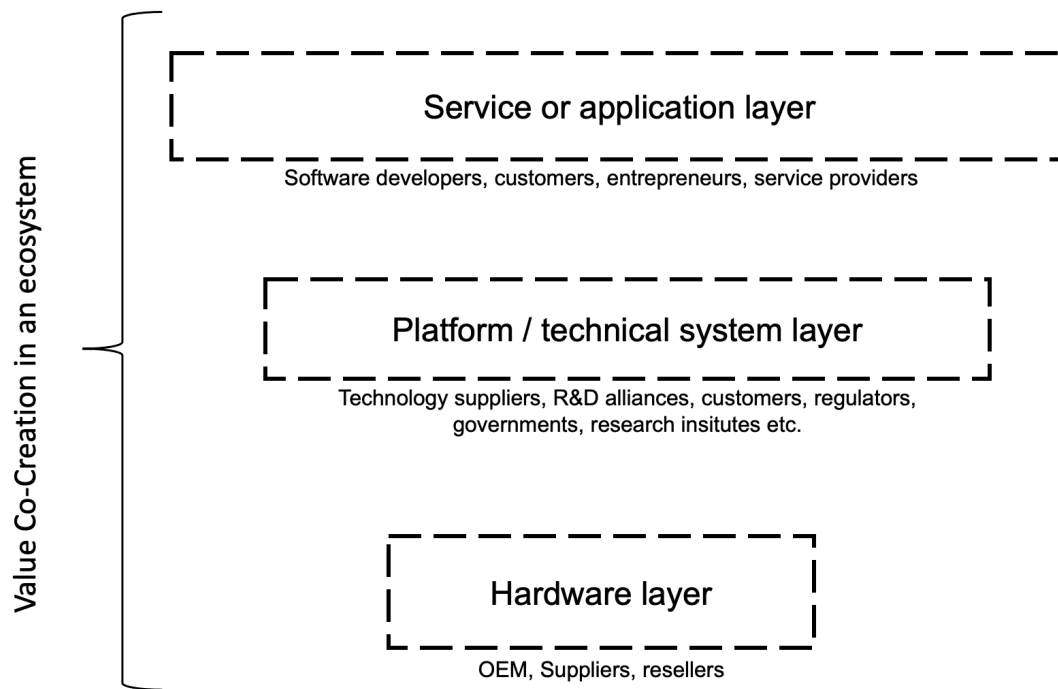 Value Co-Creation in an ecosystem
Service or application layer
Software developers, customers, entrepreneurs, service providers
Platform / technical system layer
Technology suppliers, R&D alliances, customers, regulators,
governments, research insitutes etc.
Hardware layer
OEM, Suppliers, resellers